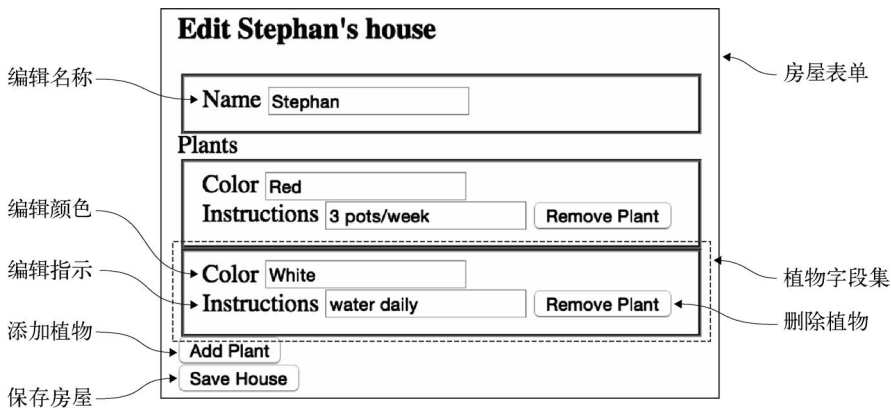 Edit Stephan's house
编辑名称
房屋表单
Name Stephan
Plants
Color Red
编辑颜色
Instructions 3 pots/week Remove Plant
编辑指示
Color White
植物字段集
Instructions water daily Remove Plant
删除植物
添加植物
Add Plant
保存房屋
Save House